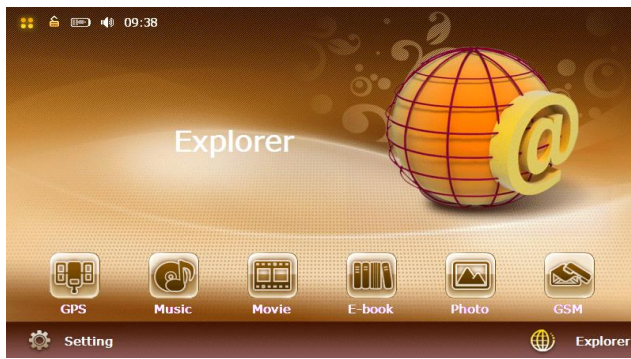 09:38
Explorer
@
GPS Music Movie E-book Photo GSM
Setting Explorer